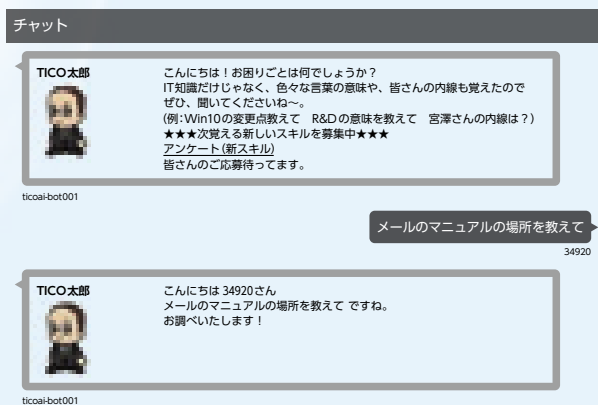 チャット
TICO太郎
こんにちは！お困りごとは何でしょうか？
IT知識だけじゃなく、色々な言葉の意味や、皆さんの内線も覚えたので
ぜひ、聞いてくださいね～。
(例：Win10の変更点教えて　R&Dの意味を教えて　宮澤さんの内線は？)
★★★次覚える新しいスキルを募集中★★★
アンケート(新スキル)
皆さんのご応募待ってます。
ticoai-bot001
メールのマニュアルの場所を教えて
34920
TICO太郎
こんにちは 34920さん
メールのマニュアルの場所を教えて ですね。
お調べいたします！
ticoai-bot001